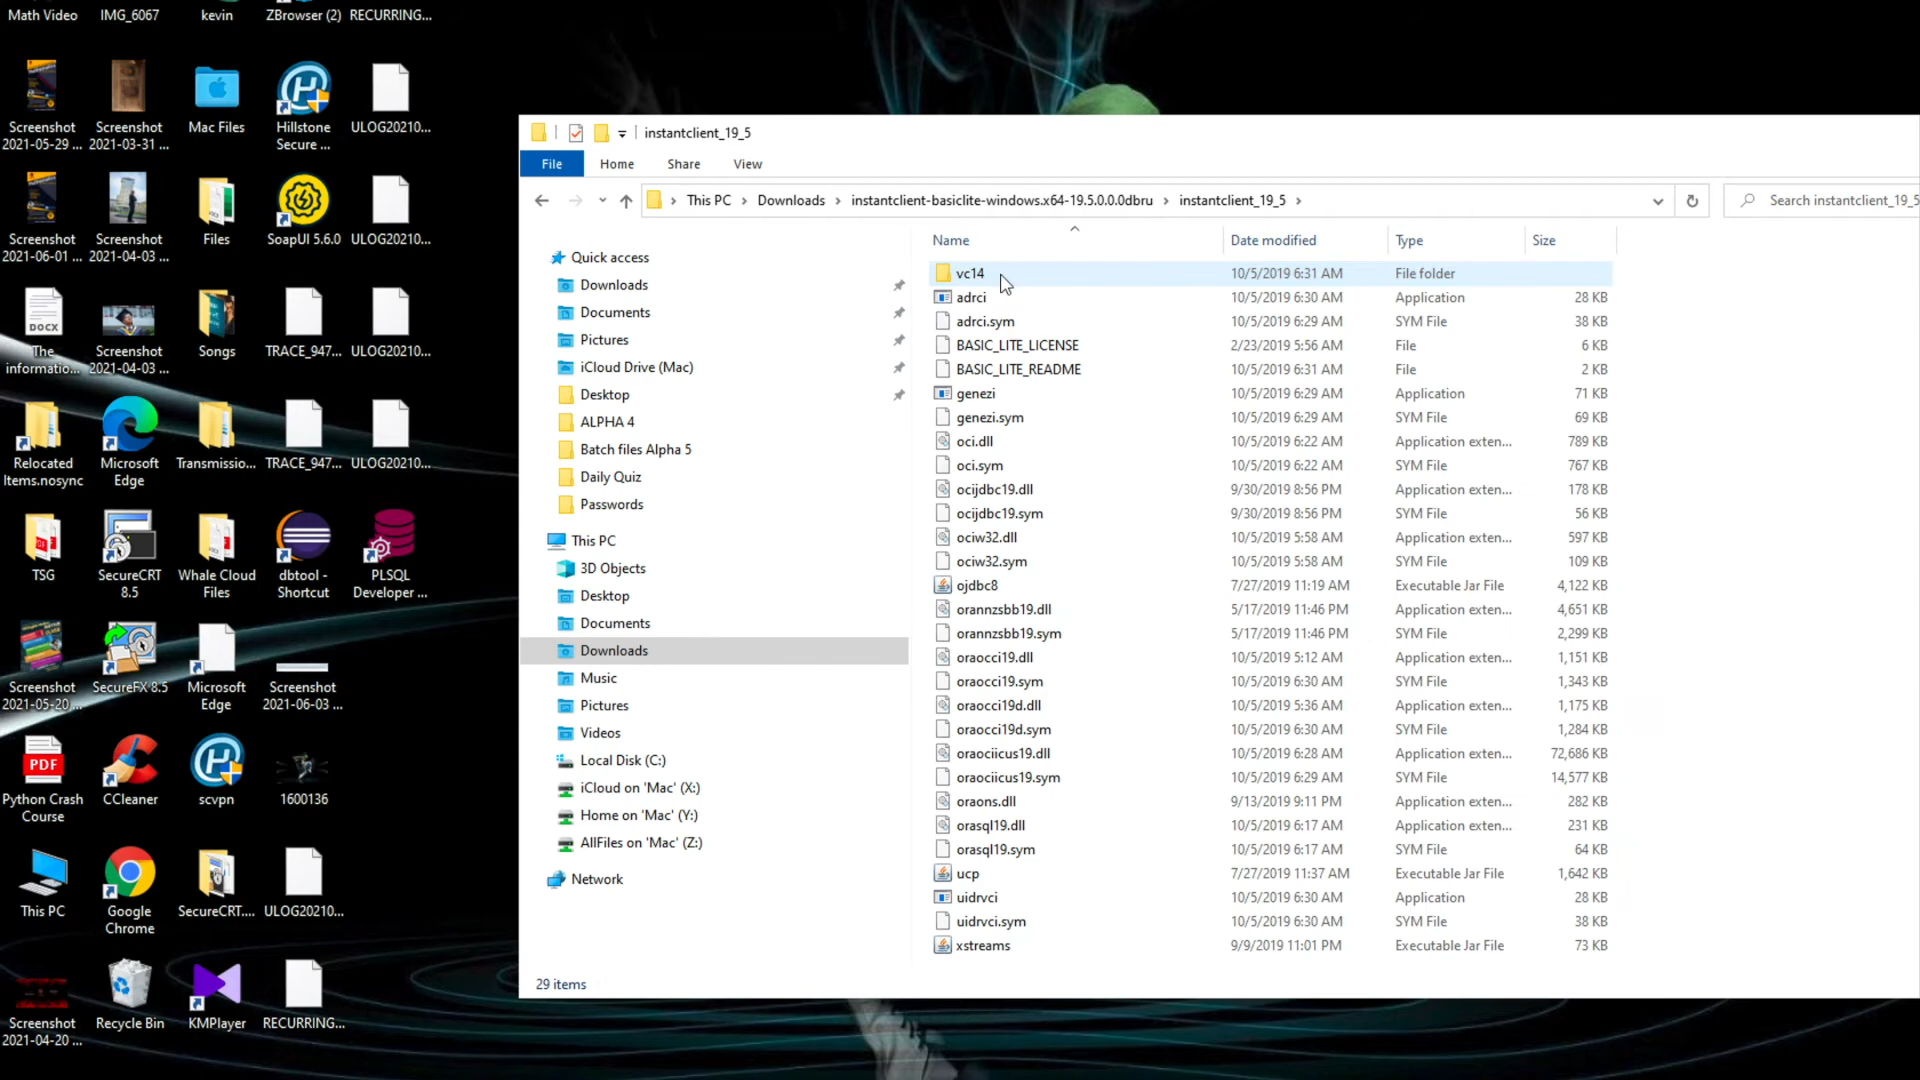 Math Video
IMG_6067
kevin
ZBrowser (2)
RECURRING...
Screenshot
2021-05-29 ...
Screenshot
2021-03-31 ...
Mac Files
Hillstone
Secure ...
ULOG20210...
Screenshot
2021-06-01 ...
Screenshot
2021-04-03 ...
Files
SoapUI 5.6.0
ULOG20210...
DOCX
The
informatio...
Screenshot
2021-04-03 ...
Songs
TRACE_947...
ULOG20210...
Relocated
Items.nosync
Microsoft
Edge
Transmissio...
TRACE_947...
ULOG20210...
TSG
SecureCRT
8.5
Whale Cloud
Files
dbtool -
Shortcut
PLSQL
Developer ...
Screenshot
2021-05-20 ...
SecureFX 8.5
Microsoft
Edge
Screenshot
2021-06-03 ...
PDF
Python Crash
Course
CCleaner
scvpn
1600136
This PC
Google
Chrome
SecureCRT....
ULOG20210...
Screenshot
2021-04-20 ...
Recycle Bin
KMPlayer
RECURRING...
instantclient_19_5
File
Home
Share
View
This PC
Downloads
instantclient-basiclite-windows.x64-19.5.0.0.0dbru
instantclient_19_5
Search instantclient_19_5
Quick access
Downloads
Documents
Pictures
iCloud Drive (Mac)
Desktop
ALPHA 4
Batch files Alpha 5
Daily Quiz
Passwords
This PC
3D Objects
Desktop
Documents
Downloads
Music
Pictures
Videos
Local Disk (C:)
iCloud on 'Mac' (X:)
Home on 'Mac' (Y:)
AllFiles on 'Mac' (Z:)
Network
Name Date modified Type Size
vc14 10/5/2019 6:31 AM File folder
adrci 10/5/2019 6:30 AM Application 28 KB
adrci.sym 10/5/2019 6:29 AM SYM File 38 KB
BASIC_LITE_LICENSE 2/23/2019 5:56 AM File 6 KB
BASIC_LITE_README 10/5/2019 6:31 AM File 2 KB
genezi 10/5/2019 6:29 AM Application 71 KB
genezi.sym 10/5/2019 6:29 AM SYM File 69 KB
oci.dll 10/5/2019 6:22 AM Application exten... 789 KB
oci.sym 10/5/2019 6:22 AM SYM File 767 KB
ocijdbc19.dll 9/30/2019 8:56 PM Application exten... 178 KB
ocijdbc19.sym 9/30/2019 8:56 PM SYM File 56 KB
ociw32.dll 10/5/2019 5:58 AM Application exten... 597 KB
ociw32.sym 10/5/2019 5:58 AM SYM File 109 KB
ojdbc8 7/27/2019 11:19 AM Executable Jar File 4,122 KB
orannzsbb19.dll 5/17/2019 11:46 PM Application exten... 4,651 KB
orannzsbb19.sym 5/17/2019 11:46 PM SYM File 2,299 KB
oraocci19.dll 10/5/2019 5:12 AM Application exten... 1,151 KB
oraocci19.sym 10/5/2019 6:30 AM SYM File 1,343 KB
oraocci19d.dll 10/5/2019 5:36 AM Application exten... 1,175 KB
oraocci19d.sym 10/5/2019 6:30 AM SYM File 1,284 KB
oraociicus19.dll 10/5/2019 6:28 AM Application exten... 72,686 KB
oraociicus19.sym 10/5/2019 6:29 AM SYM File 14,577 KB
oraons.dll 9/13/2019 9:11 PM Application exten... 282 KB
orasql19.dll 10/5/2019 6:17 AM Application exten... 231 KB
orasql19.sym 10/5/2019 6:17 AM SYM File 64 KB
ucp 7/27/2019 11:37 AM Executable Jar File 1,642 KB
uidrvci 10/5/2019 6:30 AM Application 28 KB
uidrvci.sym 10/5/2019 6:30 AM SYM File 38 KB
xstreams 9/9/2019 11:01 PM Executable Jar File 73 KB
29 items